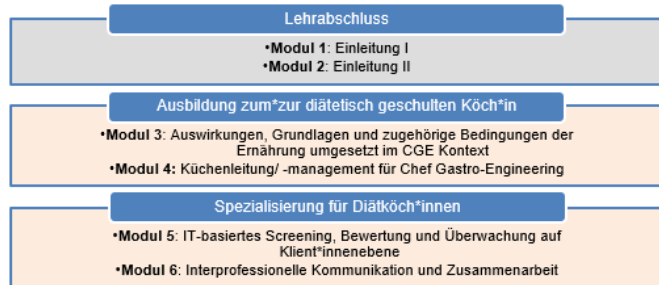 Lehrabschluss
•Modul 1: Einleitung I
•Modul 2: Einleitung II
Ausbildung zum*zur diätetisch geschulten Köch*in
•Modul 3: Auswirkungen, Grundlagen und zugehörige Bedingungen der
Ernährung umgesetzt im CGE Kontext
•Modul 4: Küchenleitung/ -management für Chef Gastro-Engineering
Spezialisierung für Diätköch*innen
•Modul 5: IT-basiertes Screening, Bewertung und Überwachung auf
Klient*innenebene
•Modul 6: Interprofessionelle Kommunikation und Zusammenarbeit